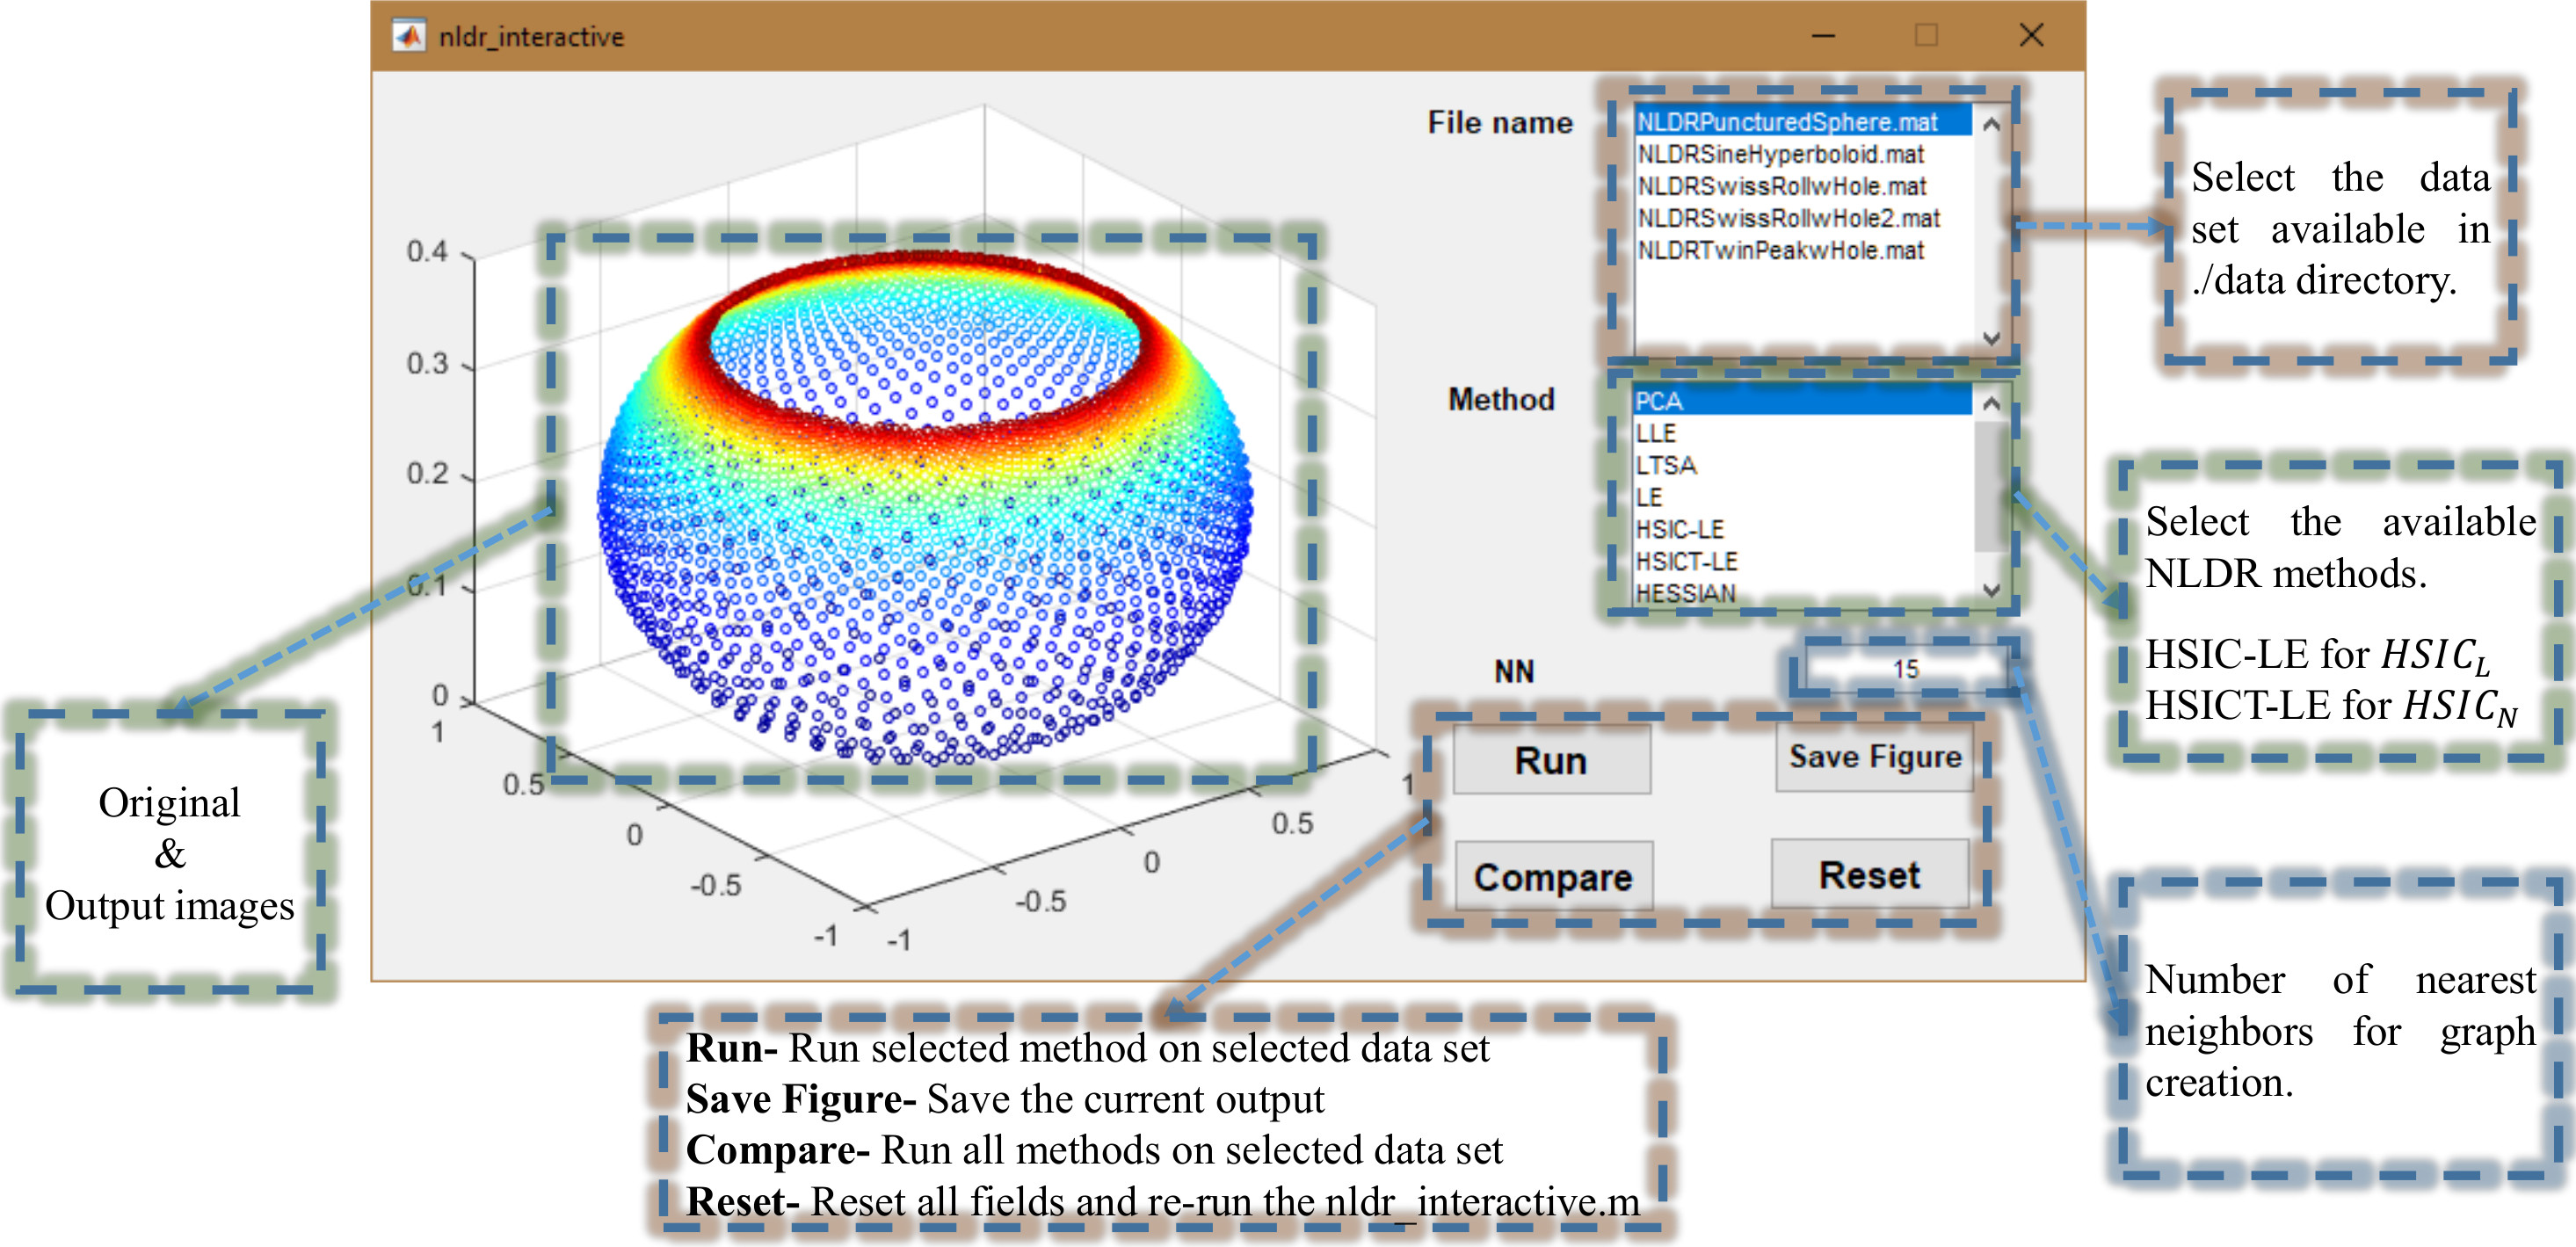 nldr_interactive
File name
NLDRPuncturedSphere.mat
NLDRSineHyperboloid.mat
NLDRSwissRollwHole.mat
NLDRSwissRollwHole2.mat
NLDRTwinPeakwHole.mat
Select the data
set available in
./data directory.
Method
PCA
LLE
LTSA
LE
HSIC-LE
HSICT-LE
HESSIAN
Select the available
NLDR methods.
HSIC-LE for HSIC_L
HSICT-LE for HSIC_N
NN
15
Run
Save Figure
Compare
Reset
Number of nearest
neighbors for graph
creation.
0.4
0.3
0.2
0.1
0
1
0.5
0
-0.5
-1
-1
-0.5
0
0.5
1
Original
&
Output images
Run- Run selected method on selected data set
Save Figure- Save the current output
Compare- Run all methods on selected data set
Reset- Reset all fields and re-run the nldr_interactive.m